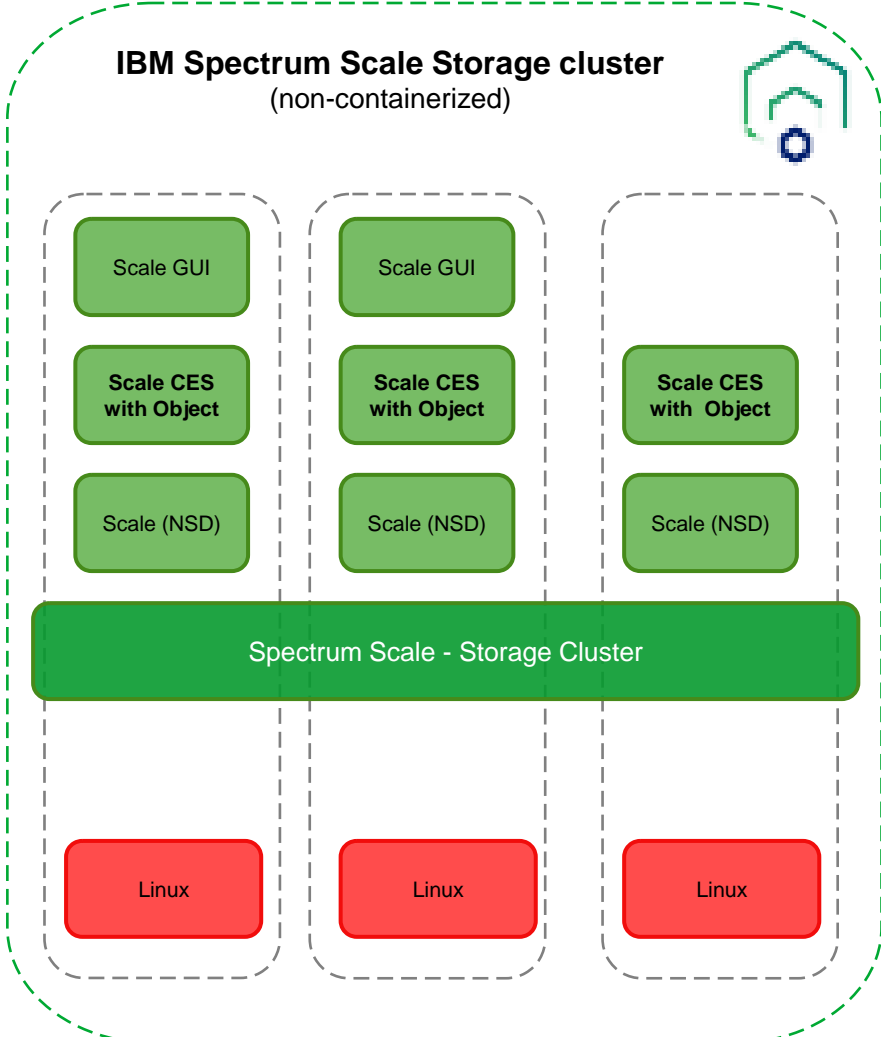 IBM Spectrum Scale Storage cluster
(non-containerized)
Scale GUI
Scale GUI
Scale CES
with Object
Scale CES
with Object
Scale CES
with  Object
Scale (NSD)
Scale (NSD)
Scale (NSD)
Spectrum Scale - Storage Cluster
Linux
Linux
Linux